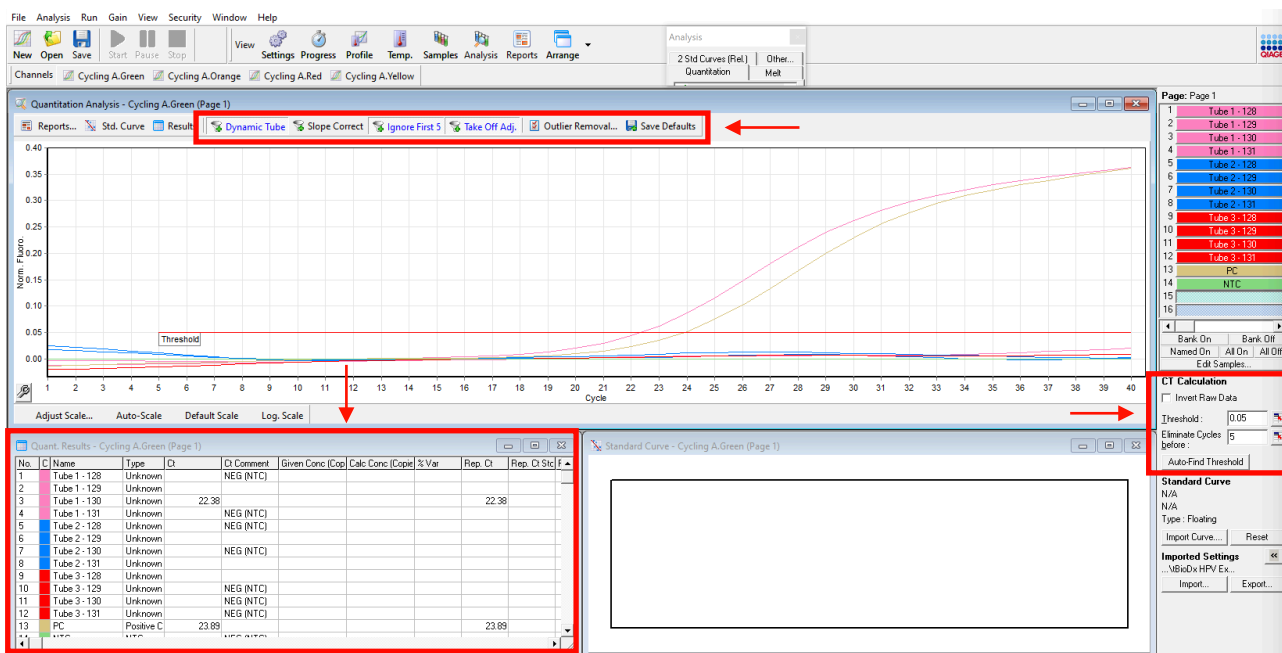 File Analysis Run Gain View Security Window Help
New Open Save Start Pause Stop View Settings Progress Profile Temp. Samples Analysis Reports Arrange
Analysis
2 Std Curves (Rel.) Other...
Quantitation Melt
QIAGE
Channels Cycling A.Green Cycling A.Orange Cycling A.Red Cycling A.Yellow
Quantitation Analysis - Cycling A.Green (Page 1)
Reports... Std. Curve Results Dynamic Tube Slope Correct Ignore First 5 Take Off Adj. Outlier Removal... Save Defaults
0.40
0.35
0.30
0.25
0.20
0.15
0.10
0.05
0.00
Norm. Fluoro.
Threshold
1 2 3 4 5 6 7 8 9 10 11 12 13 14 15 16 17 18 19 20 21 22 23 24 25 26 27 28 29 30 31 32 33 34 35 36 37 38 39 40
Cycle
Adjust Scale... Auto-Scale Default Scale Log. Scale
Page: Page 1
1 Tube 1 - 128
2 Tube 1 - 129
3 Tube 1 - 130
4 Tube 1 - 131
5 Tube 2 - 128
6 Tube 2 - 129
7 Tube 2 - 130
8 Tube 2 - 131
9 Tube 3 - 128
10 Tube 3 - 129
11 Tube 3 - 130
12 Tube 3 - 131
13 PC
14 NTC
15
16
Bank On Bank Off
Named On All On All Off
Edit Samples...
CT Calculation
Invert Raw Data
Threshold : 0.05
Eliminate Cycles before : 5
Auto-Find Threshold
Standard Curve
N/A
N/A
Type : Floating
Import Curve.... Reset
Imported Settings
...\tBioDx HPV Ex...
Import... Export...
Quant. Results - Cycling A.Green (Page 1)
No. C Name Type Ct Ct Comment Given Conc (Cop Calc Conc (Copie % Var Rep. Ct Rep. Ct Stc F
1 Tube 1 - 128 Unknown NEG (NTC)
2 Tube 1 - 129 Unknown
3 Tube 1 - 130 Unknown 22.38 22.38
4 Tube 1 - 131 Unknown NEG (NTC)
5 Tube 2 - 128 Unknown NEG (NTC)
6 Tube 2 - 129 Unknown
7 Tube 2 - 130 Unknown NEG (NTC)
8 Tube 2 - 131 Unknown
9 Tube 3 - 128 Unknown
10 Tube 3 - 129 Unknown NEG (NTC)
11 Tube 3 - 130 Unknown NEG (NTC)
12 Tube 3 - 131 Unknown NEG (NTC)
13 PC Positive C 23.89 23.89
Standard Curve - Cycling A.Green (Page 1)